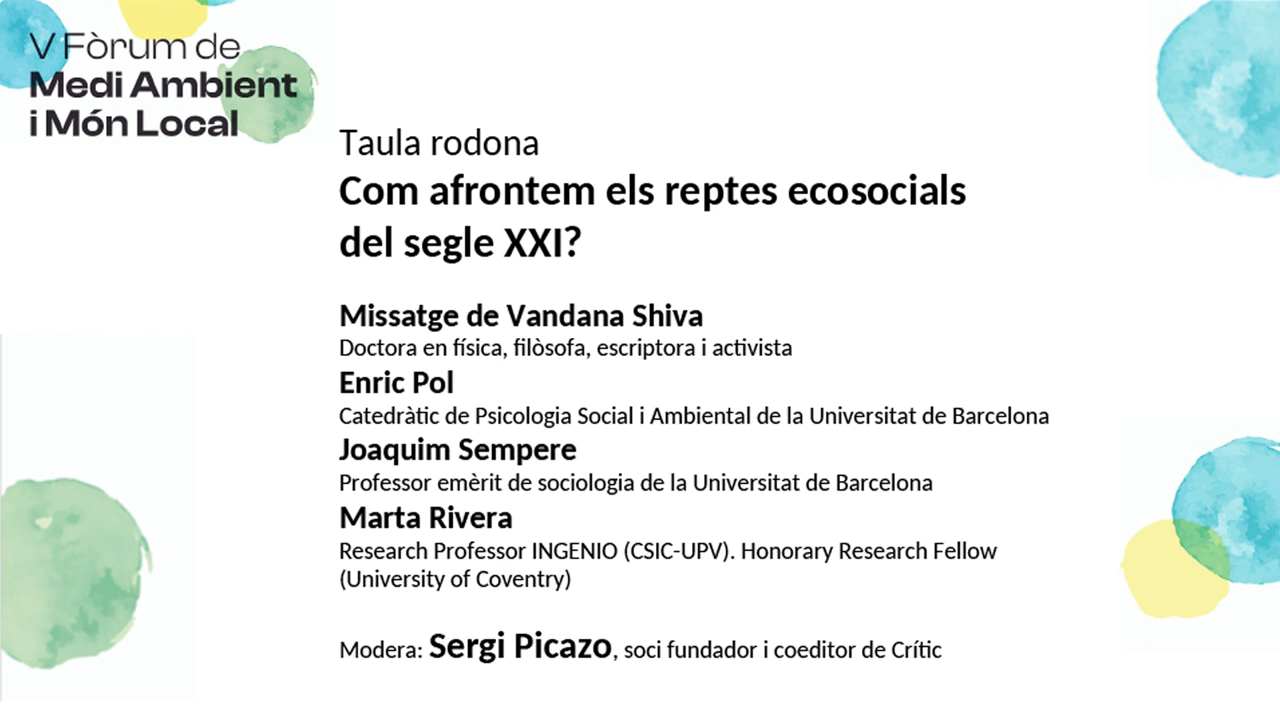 V Fòrum de
Medi Ambient
i Món Local
Taula rodona
Com afrontem els reptes ecosocials
del segle XXI?
Missatge de Vandana Shiva
Doctora en física, filòsofa, escriptora i activista
Enric Pol
Catedràtic de Psicologia Social i Ambiental de la Universitat de Barcelona
Joaquim Sempere
Professor emèrit de sociologia de la Universitat de Barcelona
Marta Rivera
Research Professor INGENIO (CSIC-UPV). Honorary Research Fellow
(University of Coventry)
Modera: Sergi Picazo, soci fundador i coeditor de Crític